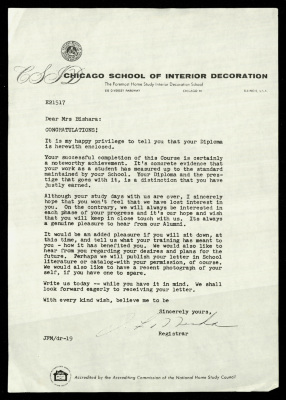 CSID
CHICAGO SCHOOL OF INTERIOR DECORATION
The Foremost Home Study Interior Decoration School
DIVERSEY PARKWAY CHICAGO 14
E21517
Dear Mrs Bishara:
CONGRATULATIONS!
It is my happy privilege to tell you that your Diploma
is herewith enclosed.
Your successful completion of this Course is certainly
a noteworthy achievement. It's concrete evidence that
your work as a student has measured up to the standard
maintained by your School. Your Diploma and the pres-
tige that goes with it, is a distinction that you have
justly earned.
Although your study days with us are over, I sincerely
hope that you won't feel that we have lost interest in
you. On the contrary, we will always be interested in
each phase of your progress and it's our hope and wish
that you will keep in close touch with us. Its always
a genuine pleasure to hear from our Alumni.
It would be an added pleasure if you will sit down, at
this time, and tell us what your training has meant to
you - how it has benefited you. We would also like to
hear from you regarding your desires and plans for the
future. Perhaps we will publish your letter in School
literature or catalog-with your permission, of course.
We would also like to have a recent photograph of your
self, if you have one to spare.
Write us today -- while you have it in mind. We shall
look forward eagerly to receiving your letter.
With every kind wish, believe me to be
Sincerely yours,
Registrar
JPM/dr-19
Accredited by the Accrediting Commission of the National Home Study Council